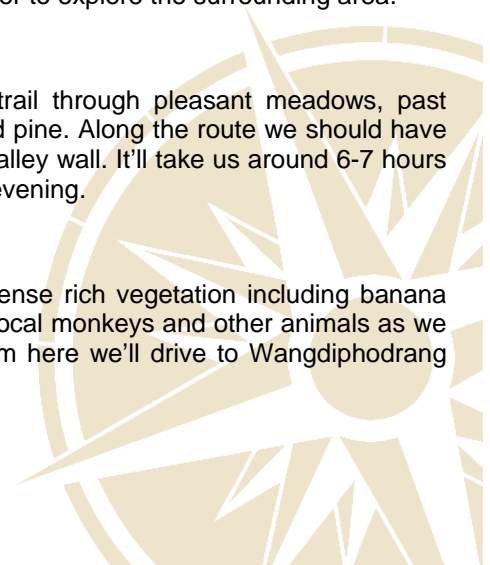 to explore the surrounding area.
trail through pleasant meadows, past
pine. Along the route we should have
alley wall. It'll take us around 6-7 hours
evening.
ense rich vegetation including banana
ocal monkeys and other animals as we
m here we'll drive to Wangdiphodrang